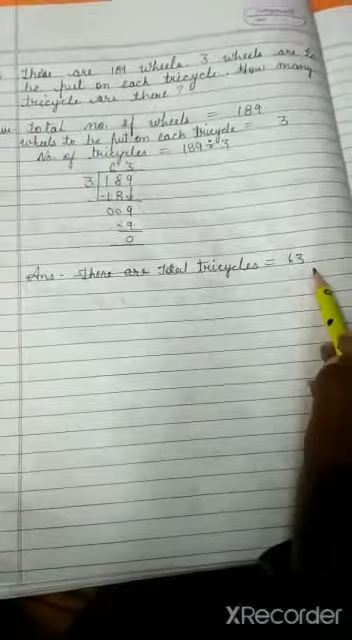 There are 189 wheels. 3 wheels are to
be put on each tricycle. How many
tricycle are there?
Total no. of wheels = 189
wheels to be put on each tricycle = 3
No. of tricycles = 189 ÷ 3
63
3 189
-18↓
009
-9
0
Ans - There are total tricycles = 63
XRecorder